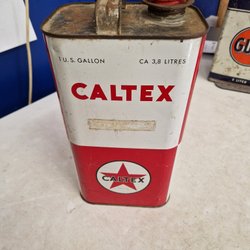 1 U.S. GALLON CA 3,8 LITRES
CALTEX
CALTEX